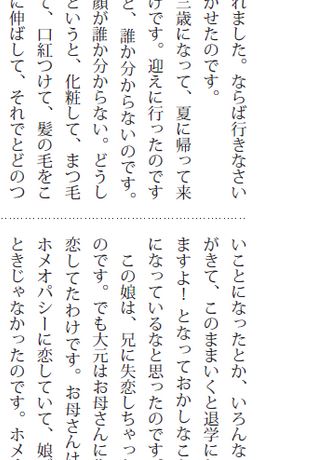 れました。ならば行きなさい
かせたのです。
三歳になって、夏に帰って来
けです。迎えに行ったのです
と、誰か分からないのです。
顔が誰か分からない。どうし
というと、化粧して、まつ毛
て、口紅つけて、髪の毛をこ
に伸ばして、それでとどのつ
いことになったとか、いろんな
がきて、このままいくと退学に
ますよ！となっておかしなこ
になっているなと思ったのです。
この娘は、兄に失恋しちゃっ
のです。でも大元はお母さんに
恋してたわけです。お母さんは
ホメオパシーに恋していて、娘
ときじゃなかったのです。ホメ